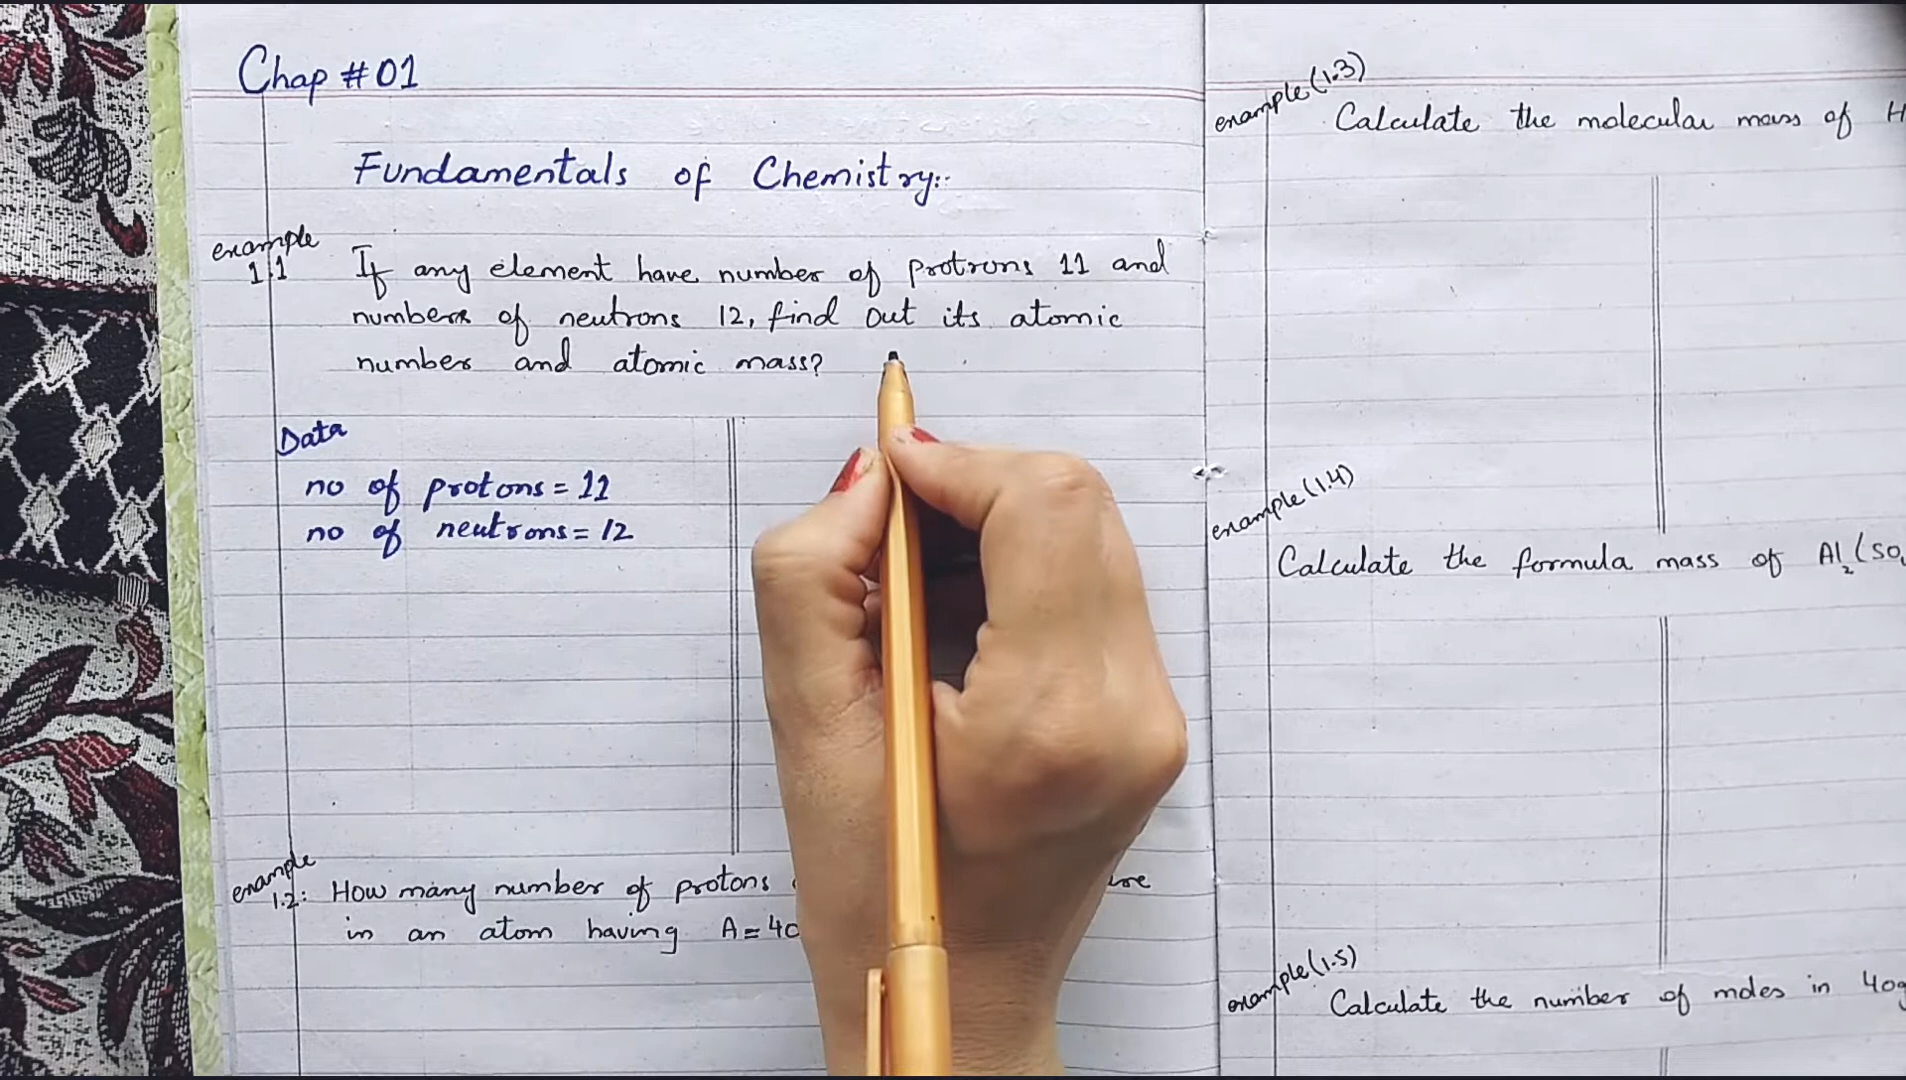 Chap # 01
Fundamentals of Chemistry::
example
1.1
If any element have number of protrons 11 and
numbers of neutrons 12, find out its atomic
number and atomic mass?
Data
no of protons = 11
no of neutrons = 12
example
1.2: How many number of protons
in an atom having A = 40
example (1.3)
Calculate the molecular mass of H
example (1.4)
Calculate the formula mass of Al₂(SO
example (1.5)
Calculate the number of moles in 40g